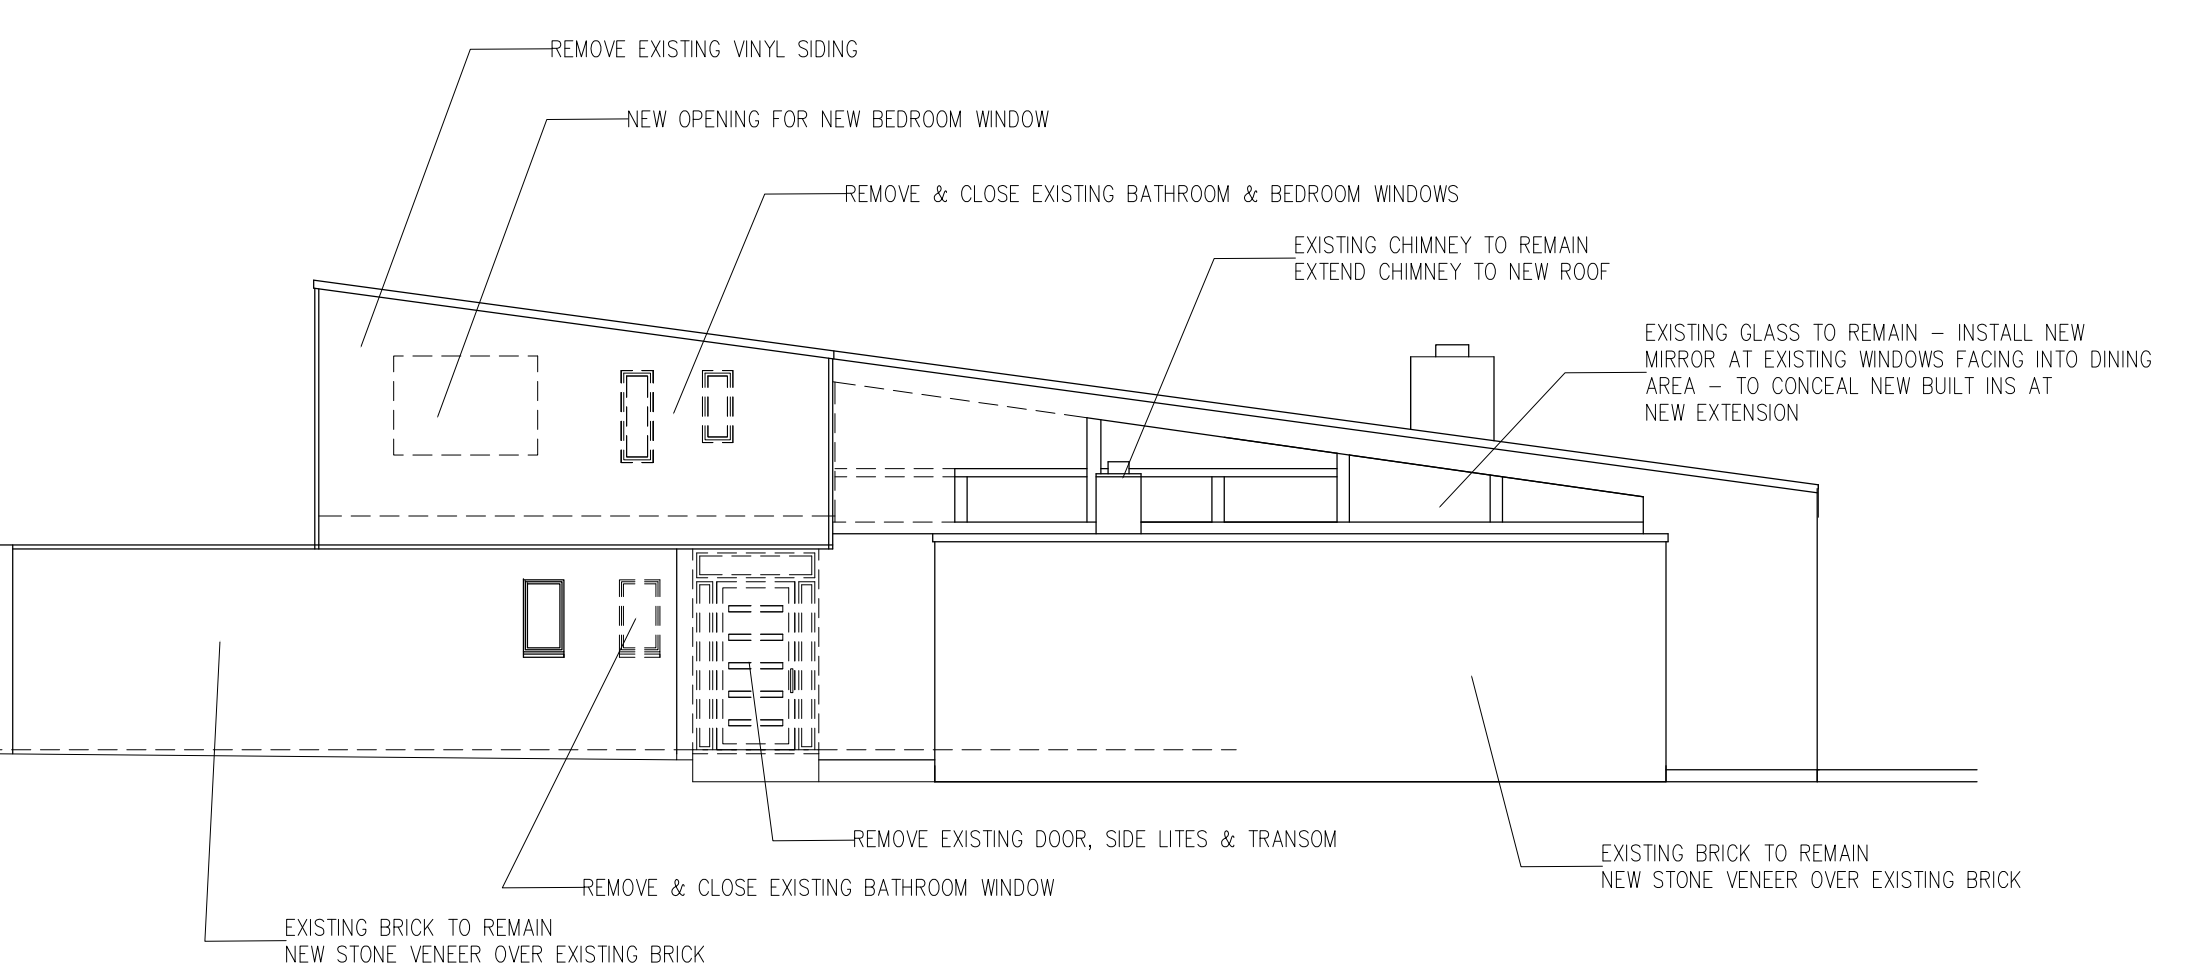 REMOVE EXISTING VINYL SIDING
NEW OPENING FOR NEW BEDROOM WINDOW
REMOVE & CLOSE EXISTING BATHROOM & BEDROOM WINDOWS
EXISTING CHIMNEY TO REMAIN
EXTEND CHIMNEY TO NEW ROOF
EXISTING GLASS TO REMAIN – INSTALL NEW
MIRROR AT EXISTING WINDOWS FACING INTO DINING
AREA – TO CONCEAL NEW BUILT INS AT
NEW EXTENSION
REMOVE EXISTING DOOR, SIDE LITES & TRANSOM
EXISTING BRICK TO REMAIN
NEW STONE VENEER OVER EXISTING BRICK
REMOVE & CLOSE EXISTING BATHROOM WINDOW
EXISTING BRICK TO REMAIN
NEW STONE VENEER OVER EXISTING BRICK